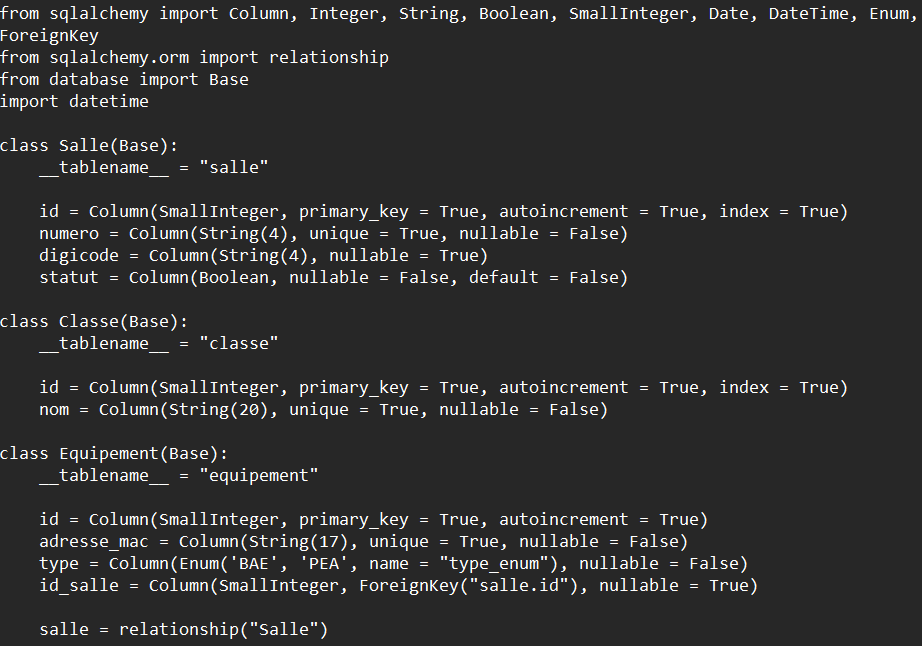 from sqlalchemy import Column, Integer, String, Boolean, SmallInteger, Date, DateTime, Enum,
ForeignKey
from sqlalchemy.orm import relationship
from database import Base
import datetime

class Salle(Base):
    __tablename__ = "salle"

    id = Column(SmallInteger, primary_key = True, autoincrement = True, index = True)
    numero = Column(String(4), unique = True, nullable = False)
    digicode = Column(String(4), nullable = True)
    statut = Column(Boolean, nullable = False, default = False)

class Classe(Base):
    __tablename__ = "classe"

    id = Column(SmallInteger, primary_key = True, autoincrement = True, index = True)
    nom = Column(String(20), unique = True, nullable = False)

class Equipement(Base):
    __tablename__ = "equipement"

    id = Column(SmallInteger, primary_key = True, autoincrement = True)
    adresse_mac = Column(String(17), unique = True, nullable = False)
    type = Column(Enum('BAE', 'PEA', name = "type_enum"), nullable = False)
    id_salle = Column(SmallInteger, ForeignKey("salle.id"), nullable = True)

    salle = relationship("Salle")